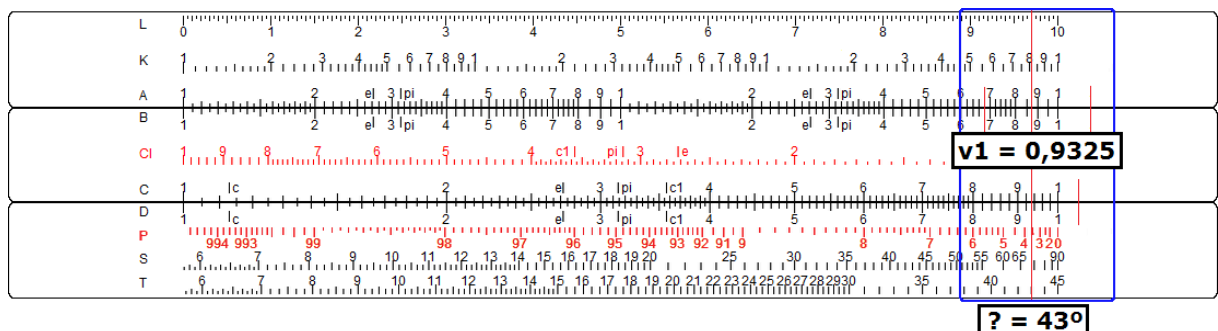 L 0 1 2 3 4 5 6 7 8 9 10
K 1 2 3 4 5 6 7 8 9 1 2 3 4 5 6 7 8 9 1 2 3 4 5 6 7 8 9 1
A 1 2 e 3 pi 4 5 6 7 8 9 1 2 e 3 pi 4 5 6 7 8 9 1
B 1 2 e 3 pi 4 5 6 7 8 9 1 2 e 3 pi 4 5 6 7 8 9 1
CI 1 9 8 7 6 5 4 c1 pi 3 e 2
v1 = 0,9325
C 1 c 2 e 3 pi c1 4 5 6 7 8 9 1
D 1 c 2 e 3 pi c1 4 5 6 7 8 9 1
P 994 993 99 98 97 96 95 94 93 92 91 9 8 7 6 5 4 3 2 0
S 6 7 8 9 10 11 12 13 14 15 16 17 18 19 20 25 30 35 40 45 50 55 60 65 90
T 6 7 8 9 10 11 12 13 14 15 16 17 18 19 20 21 22 23 24 25 26 27 28 29 30 35 40 45
? = 43º